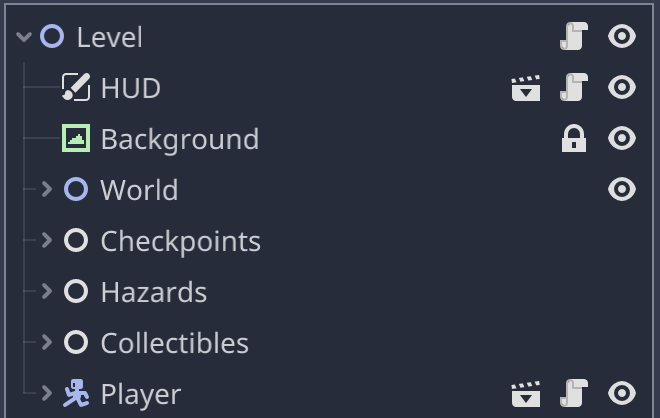 Level
HUD
Background
World
Checkpoints
Hazards
Collectibles
Player